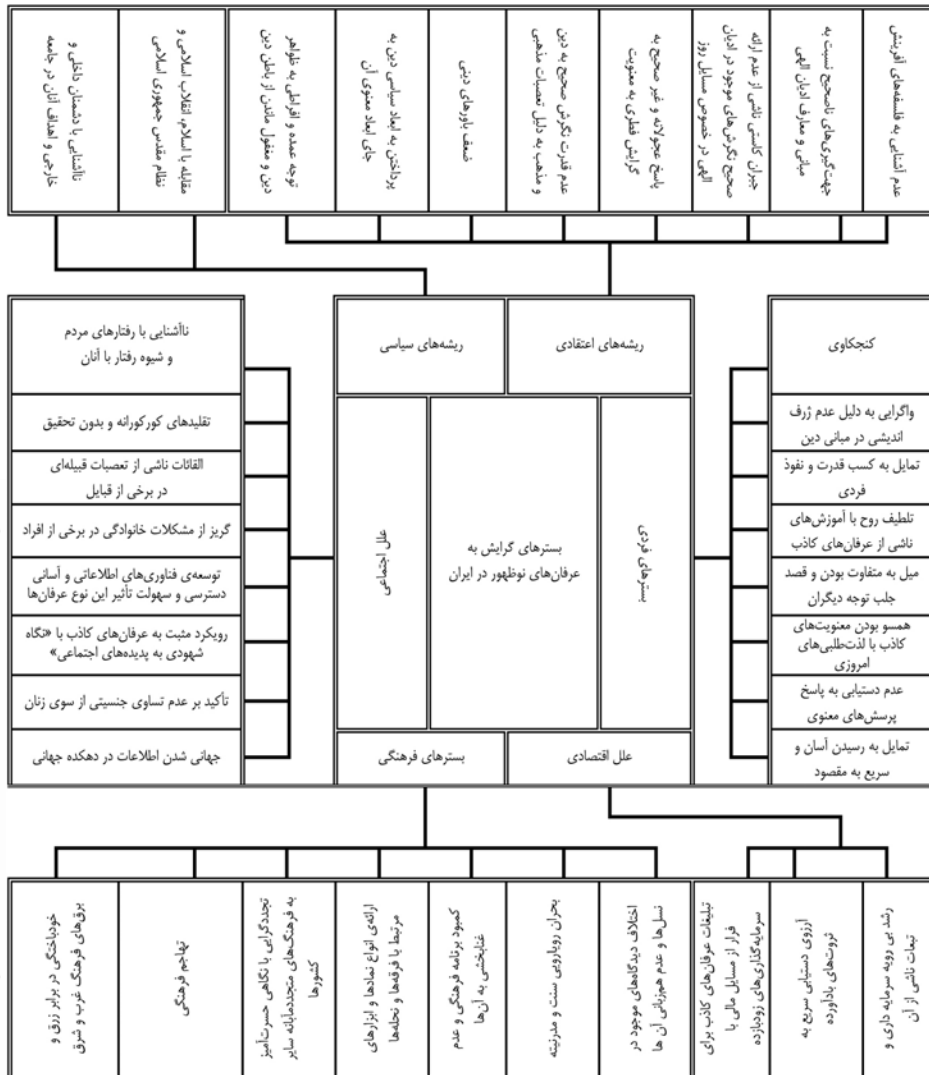 عدم آشنایی به فلسفه‌های آفرینش
جهت‌گیری‌های ناصحیح نسبت به
مبانی و معارف ادیان الهی
جبران کاستی ناشی از عدم ارائه
صحیح نگرش‌های موجود در ادیان
الهی در خصوص مسایل روز
پاسخ عجولانه و غیر صحیح به
گرایش فطری به معنویت
عدم قدرت نگرش صحیح به دین
و مذهب به دلیل تعصبات مذهبی
ضعف باورهای دینی
پرداختن به ابعاد سیاسی دین به
جای ابعاد معنوی آن
توجه عمده و افراطی به ظواهر
دین و مغفول ماندن از باطن دین
مقابله با اسلام، انقلاب اسلامی و
نظام مقدس جمهوری اسلامی
ناآشنایی با دشمنان داخلی و
خارجی و اهداف آنان در جامعه
ریشه‌های اعتقادی
ریشه‌های سیاسی
کنجکاوی
واگرایی به دلیل عدم ژرف
اندیشی در مبانی دین
تمایل به کسب قدرت و نفوذ
فردی
تلطیف روح با آموزش‌های
ناشی از عرفان‌های کاذب
میل به متفاوت بودن و قصد
جلب توجه دیگران
همسو بودن معنویت‌های
کاذب با لذت‌طلبی‌های
امروزی
عدم دستیابی به پاسخ
پرسش‌های معنوی
تمایل به رسیدن آسان و
سریع به مقصود
بسترهای فردی
بسترهای گرایش به
عرفان‌های نوظهور در ایران
علل اجتماعی
ناآشنایی با رفتارهای مردم
و شیوه رفتار با آنان
تقلیدهای کورکورانه و بدون تحقیق
القائات ناشی از تعصبات قبیله‌ای
در برخی از قبایل
گریز از مشکلات خانوادگی در برخی از افراد
توسعه‌ی فناوری‌های اطلاعاتی و آسانی
دسترسی و سهولت تأثیر این نوع عرفان‌ها
رویکرد مثبت به عرفان‌های کاذب با «نگاه
شهودی به پدیده‌های اجتماعی»
تأکید بر عدم تساوی جنسیتی از سوی زنان
جهانی شدن اطلاعات در دهکده جهانی
علل اقتصادی
بسترهای فرهنگی
رشد بی رویه سرمایه داری و
تبعات ناشی از آن
آرزوی دستیابی سریع به
ثروت‌های بادآورده
تبلیغات عرفان‌های کاذب برای
فرار از مسایل مالی با
سرمایه‌گذاری‌های زودبازده
اختلاف دیدگاه‌های موجود در
نسل‌ها و عدم همزبانی آن ها
بحران رویارویی سنت و مدرنیته
کمبود برنامه فرهنگی و عدم
غنابخشی به آن‌ها
ارائه‌ی انواع نمادها و ابزارهای
مرتبط با فرقه‌ها و نحله‌ها
تجددگرایی با نگاهی حسرت‌آمیز
به فرهنگ‌های متجددمابانه سایر
کشورها
تهاجم فرهنگی
خودباختگی در برابر زرق و
برق‌های فرهنگ غرب و شرق